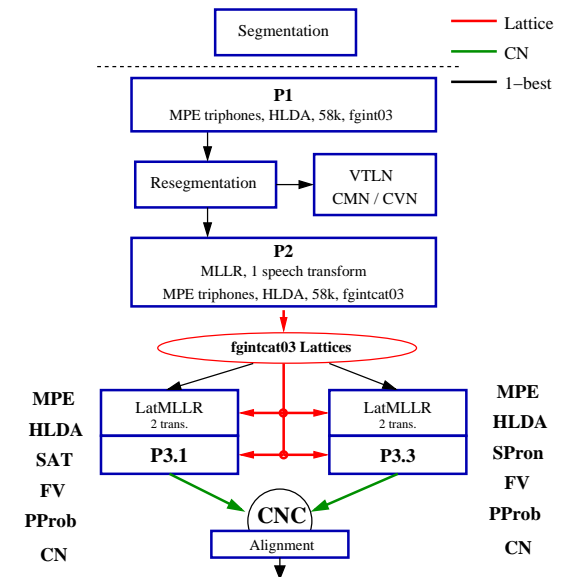 Segmentation
Lattice
CN
1−best
P1
MPE triphones, HLDA, 58k, fgint03
Resegmentation
VTLN
CMN / CVN
P2
MLLR, 1 speech transform
MPE triphones, HLDA, 58k, fgintcat03
fgintcat03 Lattices
MPE
HLDA
SAT
FV
PProb
CN
LatMLLR
2 trans.
P3.1
LatMLLR
2 trans.
P3.3
MPE
HLDA
SPron
FV
PProb
CN
CNC
Alignment